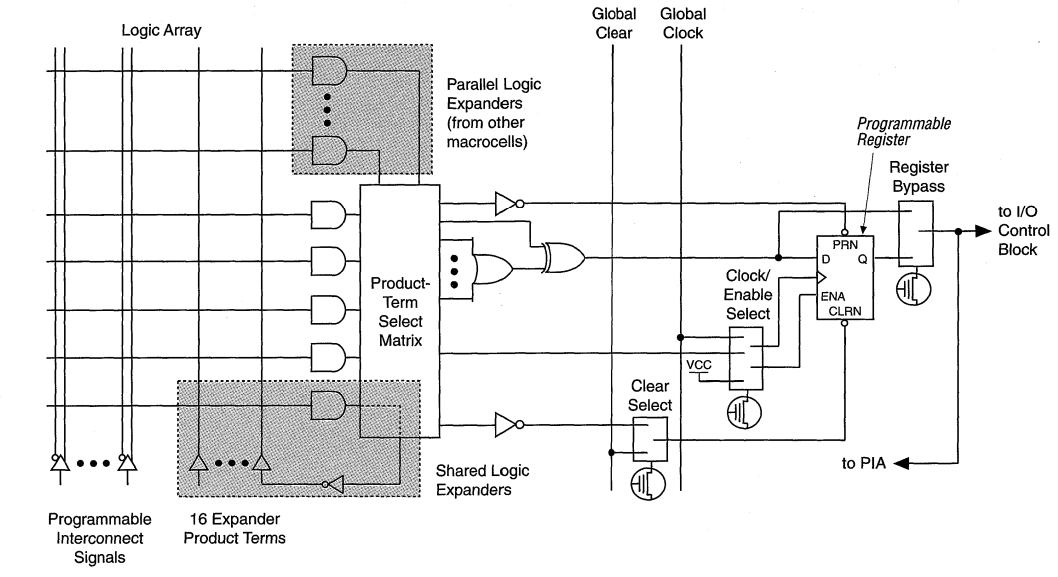 Logic Array
Global
Clear
Global
Clock
Parallel Logic
Expanders
(from other
macrocells)
Programmable
Register
Register
Bypass
to I/O
Control
Block
PRN
D
Q
ENA
CLRN
Clock/
Enable
Select
Product-
Term
Select
Matrix
VCC
Clear
Select
to PIA
Shared Logic
Expanders
Programmable
Interconnect
Signals
16 Expander
Product Terms